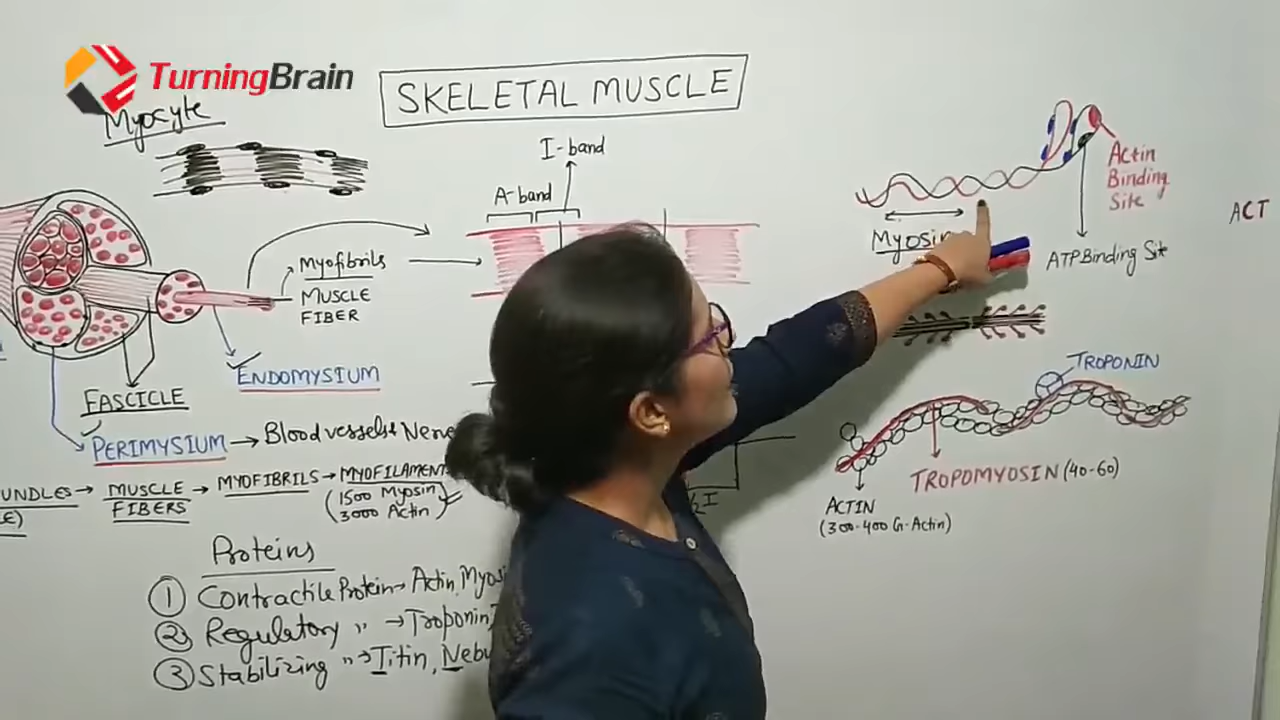 TurningBrain
SKELETAL MUSCLE
Myocyte
I-band
A-band
Actin
Binding
Site
ACT
Myosin
ATPBinding Site
Myofibrils
MUSCLE
FIBER
TROPONIN
ENDOMYSIUM
FASCICLE
PERIMYSIUM → Blood vessels & Nerve
TROPOMYOSIN (40-60)
UNDLES → MUSCLE FIBERS → MYOFIBRILS → MYOFILAMENT
(1500 Myosin
3000 Actin)
ACTIN
(300-400 G-Actin)
Proteins
① Contractile Protein → Actin, Myosi
② Regulatory " → Troponin,
③ Stabilizing " → Titin, Nebu